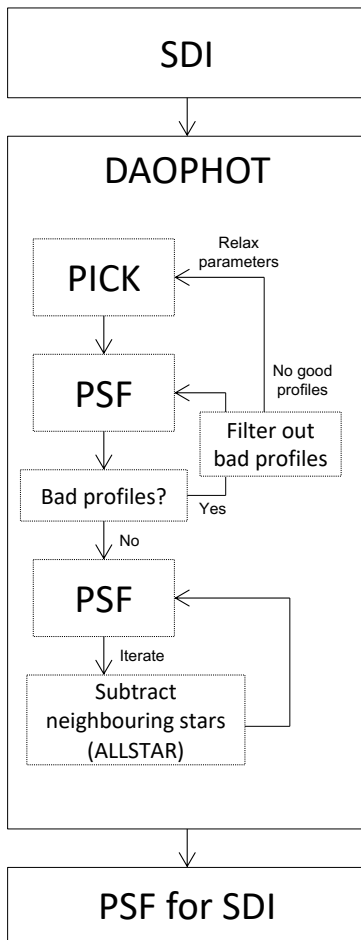 SDI
DAOPHOT
Relax
parameters
PICK
No good
profiles
PSF
Filter out
bad profiles
Bad profiles?
Yes
No
PSF
Iterate
Subtract
neighbouring stars
(ALLSTAR)
PSF for SDI